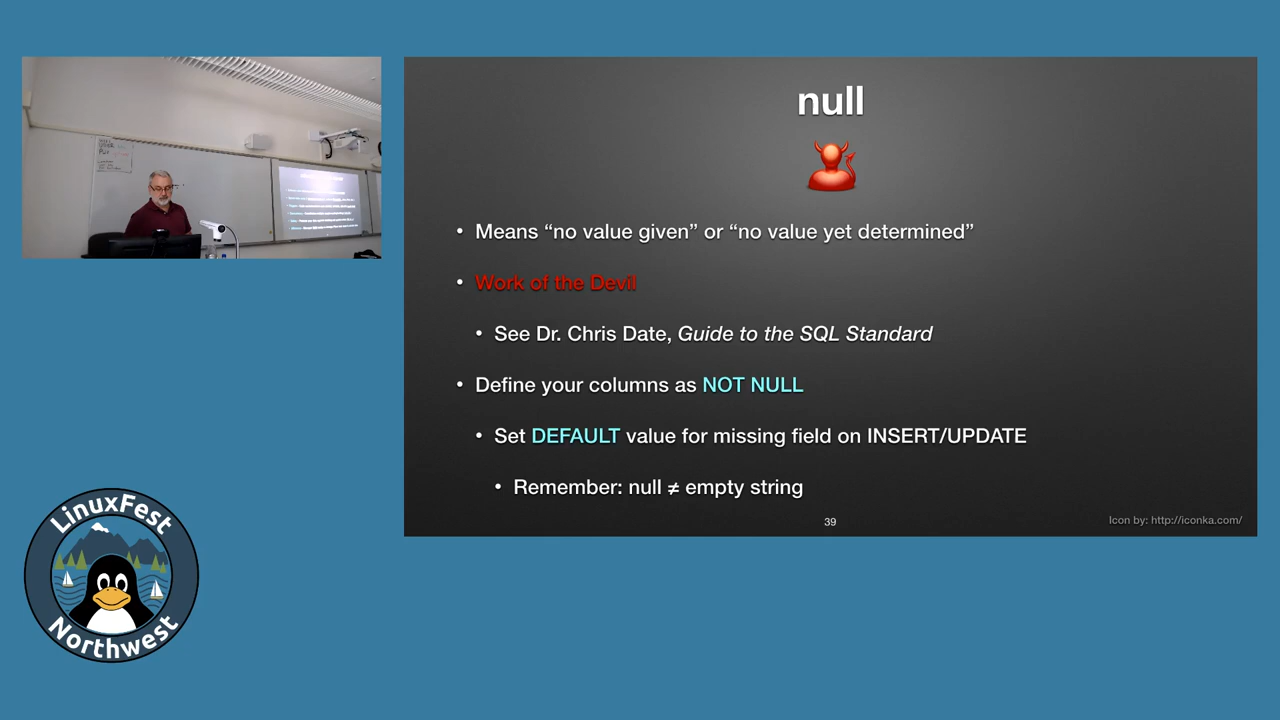 null
• Means “no value given” or “no value yet determined”
• Work of the Devil
• See Dr. Chris Date, Guide to the SQL Standard
• Define your columns as NOT NULL
• Set DEFAULT value for missing field on INSERT/UPDATE
• Remember: null ≠ empty string
39
Icon by: http://iconka.com/
LinuxFest
Northwest